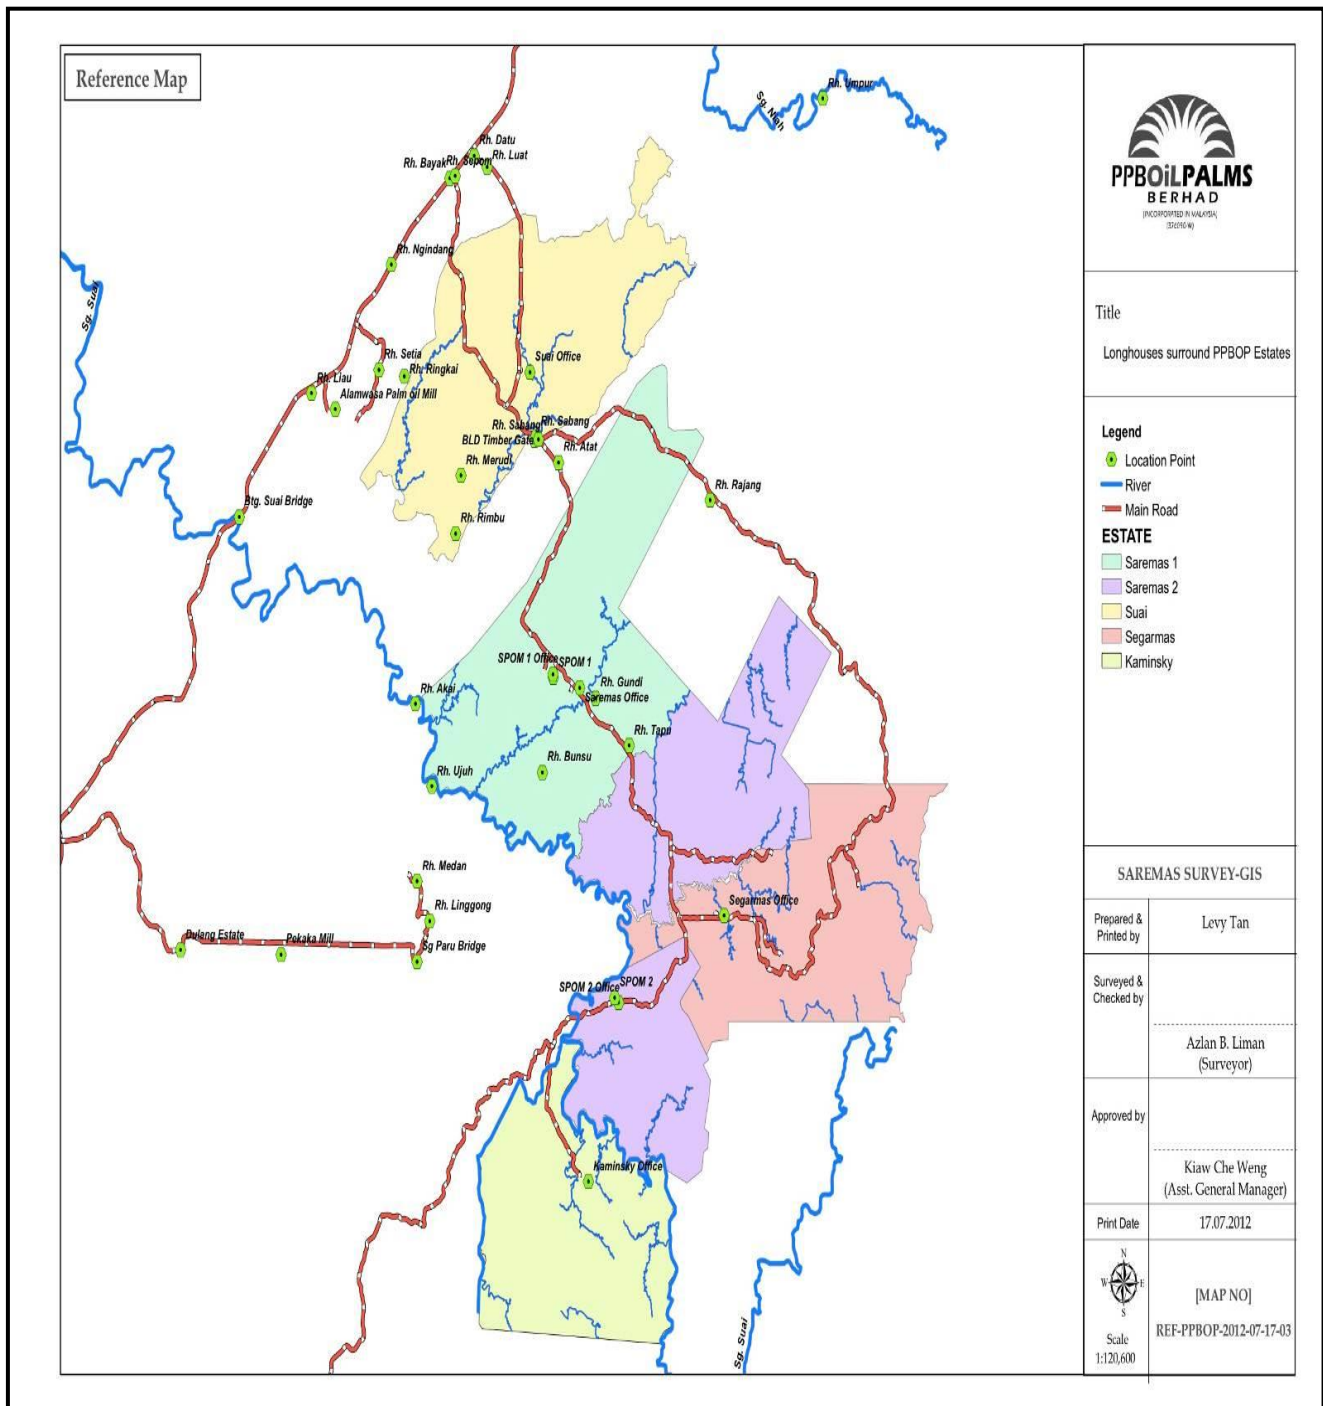 Reference Map
Rh. Umpur
Sg. Niah
Rh. Datu
Rh. Luat
Rh. Bayak
Rh. Sepom
Rh. Ngindang
Sg. Suai
Rh. Setia
Rh. Ringkai
Suai Office
Rh. Liau
Alamwasa Palm oil Mill
Rh. Sabang
Rh. Sabang
BLD Timber Gate
Rh. Atat
Rh. Merudi
Rh. Rajang
Btg. Suai Bridge
Rh. Rimbu
SPOM 1 Office
SPOM 1
Rh. Gundi
Saremas Office
Rh. Akai
Rh. Tapu
Rh. Bunsu
Rh. Ujuh
Rh. Medan
Rh. Linggong
Segarmas Office
Dulang Estate
Pekaka Mill
Sg Paru Bridge
SPOM 2 Office
SPOM 2
Kaminsky Office
Sg. Suai
PPBOiLPALMS
BERHAD
(INCORPORATED IN MALAYSIA)
Title
Longhouses surround PPBOP Estates
Legend
Location Point
River
Main Road
ESTATE
Saremas 1
Saremas 2
Suai
Segarmas
Kaminsky
SAREMAS SURVEY-GIS
Prepared &
Printed by
Levy Tan
Surveyed &
Checked by
Azlan B. Liman
(Surveyor)
Approved by
Kiaw Che Weng
(Asst. General Manager)
Print Date
17.07.2012
N
W E
S
Scale
1:120,600
[MAP NO]
REF-PPBOP-2012-07-17-03